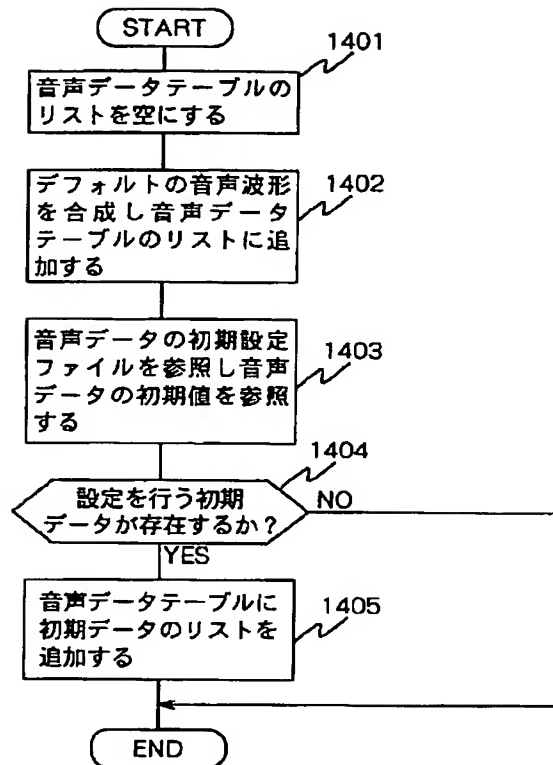 START
1401
音声データテーブルの
リストを空にする
1402
デフォルトの音声波形
を合成し音声データ
テーブルのリストに追
加する
1403
音声データの初期設定
ファイルを参照し音声
データの初期値を参照
する
1404
設定を行う初期
データが存在するか?
NO
YES
1405
音声データテーブルに
初期データのリストを
追加する
END